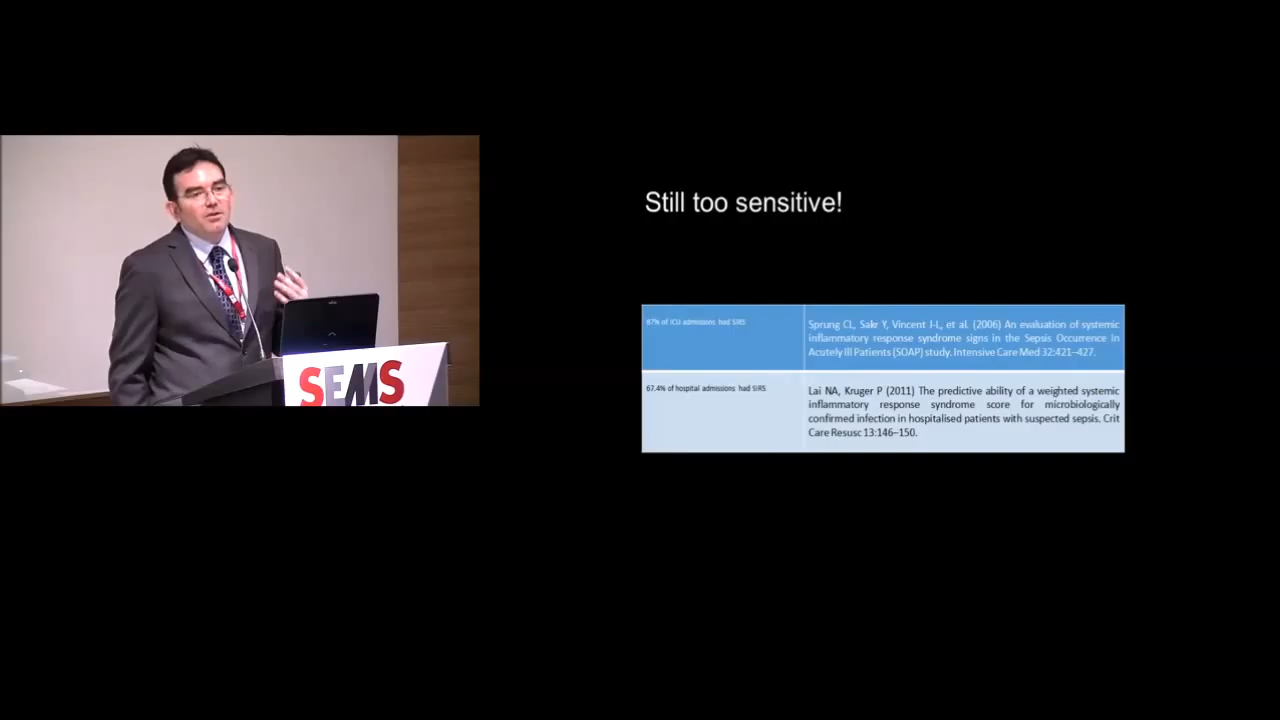 Still too sensitive!
87% of ICU admissions had SIRS
Sprung CL, Sakr Y, Vincent J-L, et al. (2006) An evaluation of systemic
inflammatory response syndrome signs in the Sepsis Occurrence in
Acutely Ill Patients (SOAP) study. Intensive Care Med 32:421–427.
67.4% of hospital admissions had SIRS
Lai NA, Kruger P (2011) The predictive ability of a weighted systemic
inflammatory response syndrome score for microbiologically
confirmed infection in hospitalised patients with suspected sepsis. Crit
Care Resusc 13:146–150.
SEMS